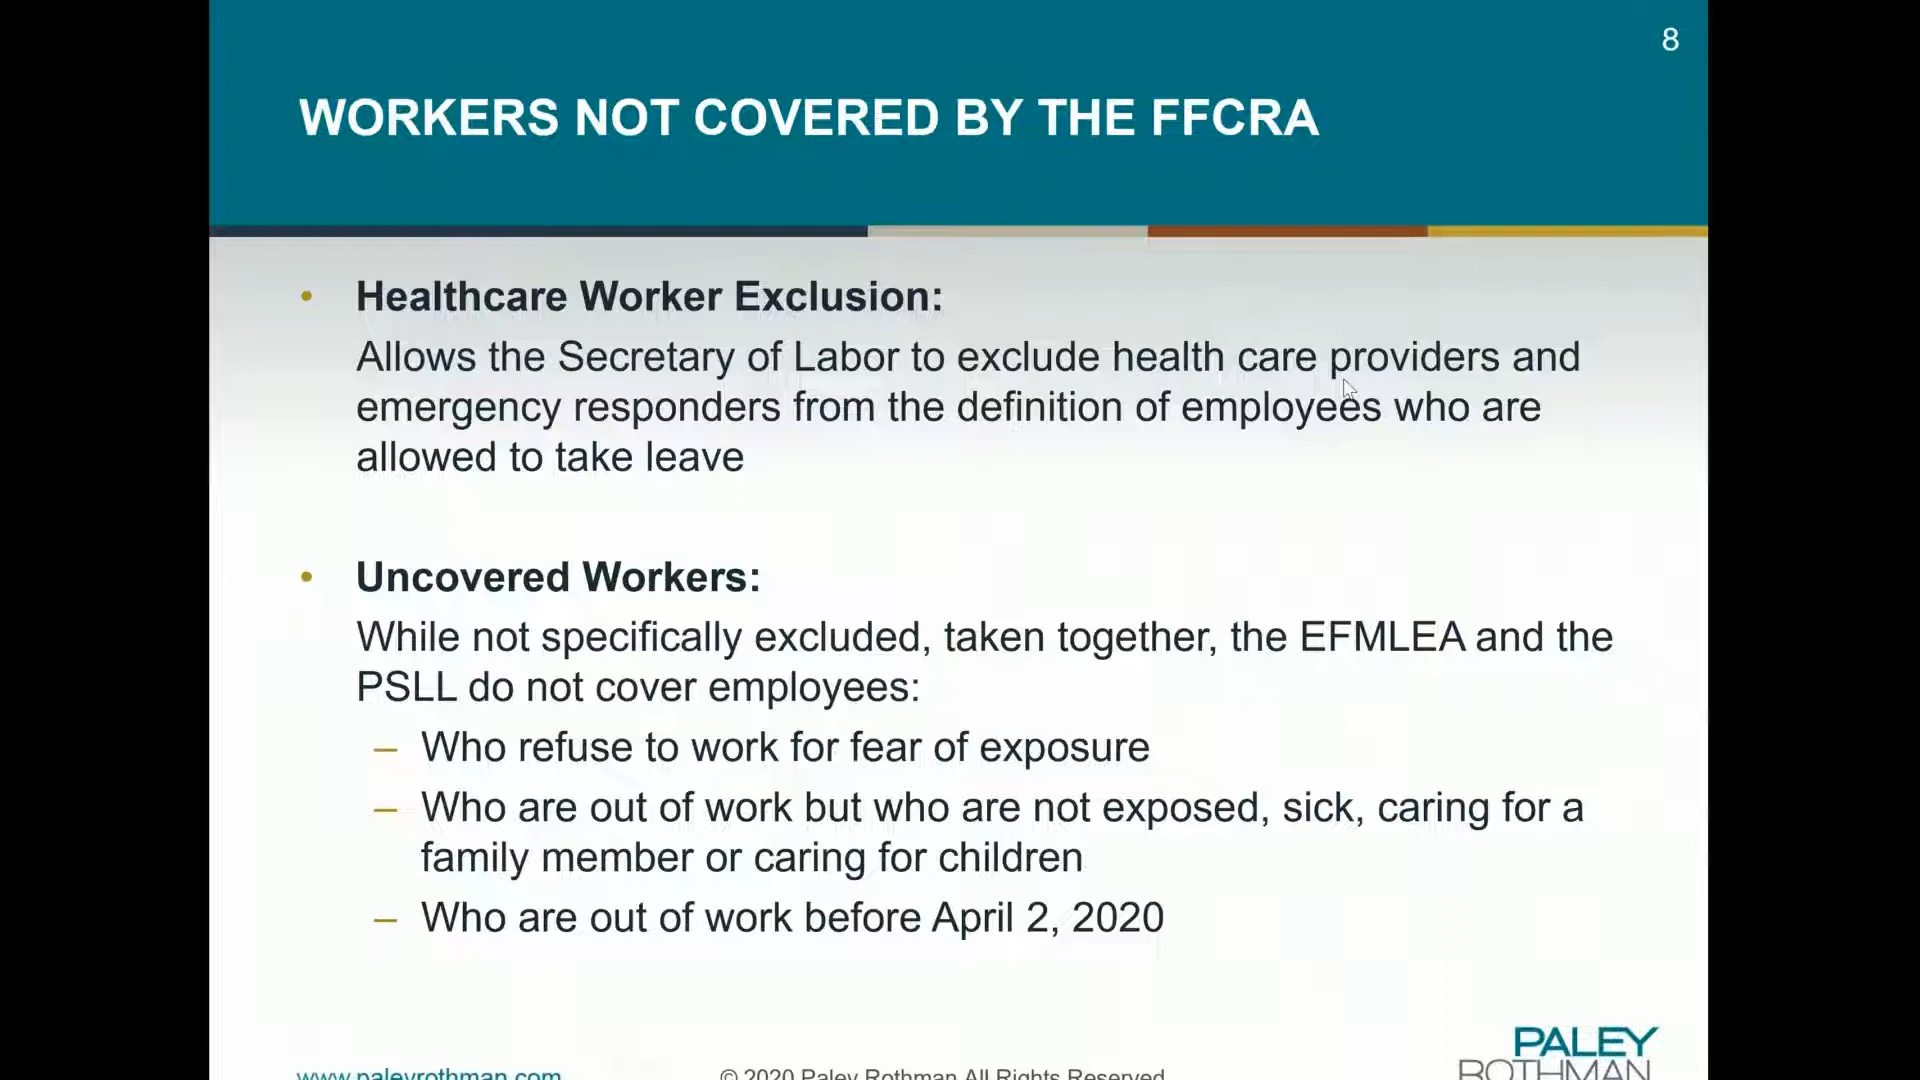 8
WORKERS NOT COVERED BY THE FFCRA
• Healthcare Worker Exclusion:
Allows the Secretary of Labor to exclude health care providers and
emergency responders from the definition of employees who are
allowed to take leave
• Uncovered Workers:
While not specifically excluded, taken together, the EFMLEA and the
PSLL do not cover employees:
– Who refuse to work for fear of exposure
– Who are out of work but who are not exposed, sick, caring for a
family member or caring for children
– Who are out of work before April 2, 2020
PALEY
ROTHMAN
www.paleyrothman.com
© 2020 Paley Rothman All Rights Reserved